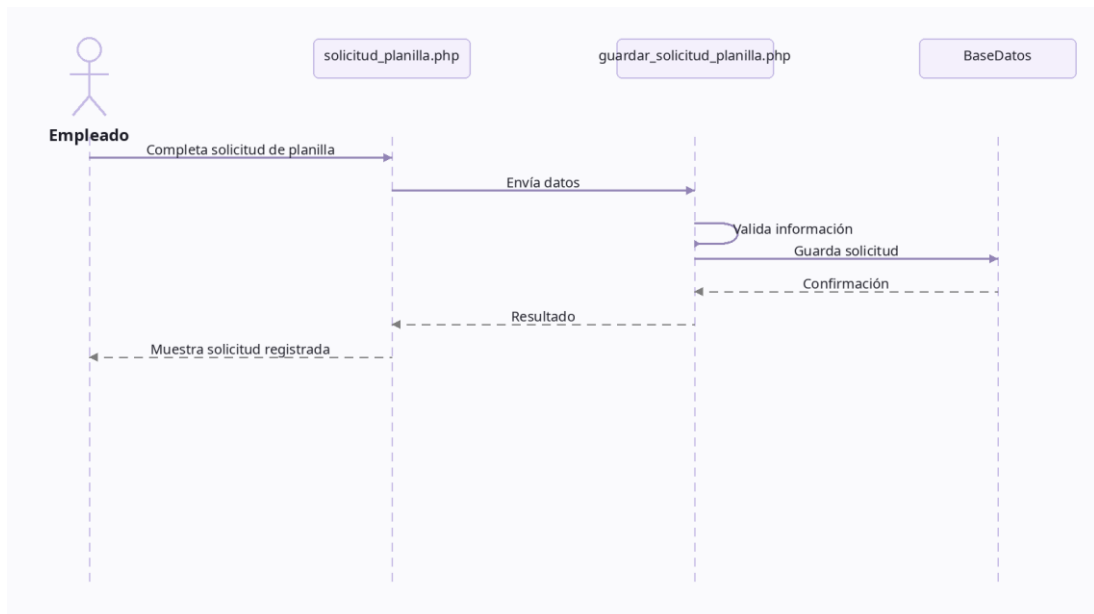 solicitud_planilla.php
guardar_solicitud_planilla.php
BaseDatos
Empleado
Completa solicitud de planilla
Envía datos
Valida información
Guarda solicitud
Confirmación
Resultado
Muestra solicitud registrada